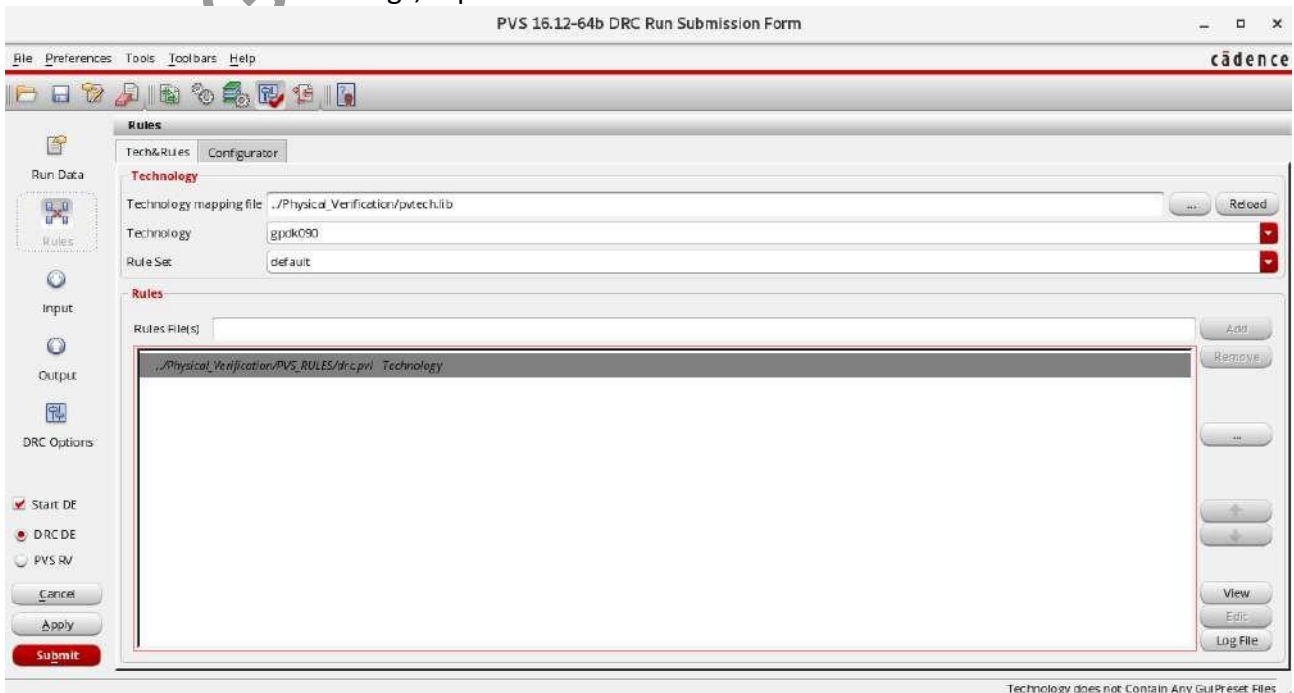 PVS 16.12-64b DRC Run Submission Form
File Preferences Tools Toolbars Help
cādence
Rules
Tech&Rules Configurator
Run Data
Technology
Technology mapping file ../Physical_Verification/pvtech.lib ... Reload
Rules
Technology gpdk090
Rule Set default
Input
Rules
Rules File(s) Add
../Physical_Verification/PVS_RULES/drc.pvl Technology
Remove
Output
DRC Options
...
Start DE
DRC DE
PVS RV
Cancel
View
Apply
Edit
Log File
Submit
Technology does not Contain Any GuiPreset Files